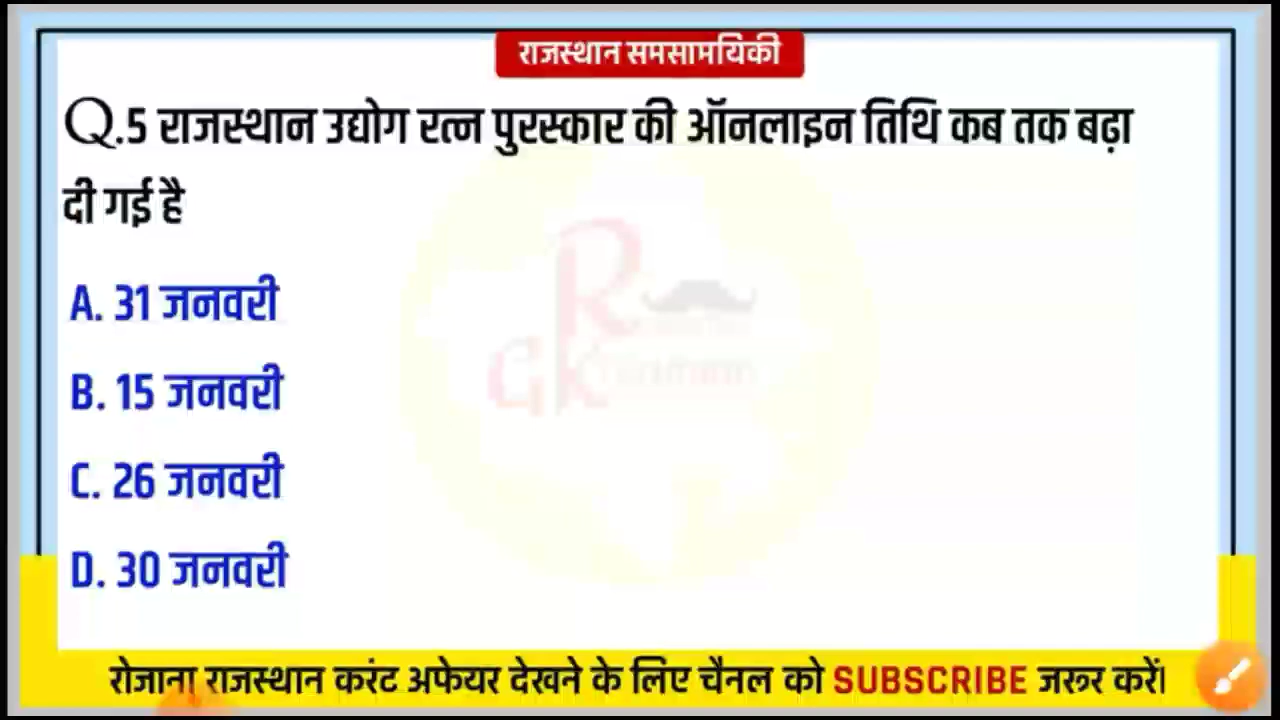 राजस्थान समसामयिकी
Q.5 राजस्थान उद्योग रत्न पुरस्कार की ऑनलाइन तिथि कब तक बढ़ा
दी गई है
A. 31 जनवरी
B. 15 जनवरी
C. 26 जनवरी
D. 30 जनवरी
रोजाना राजस्थान करंट अफेयर देखने के लिए चैनल को SUBSCRIBE जरूर करें।